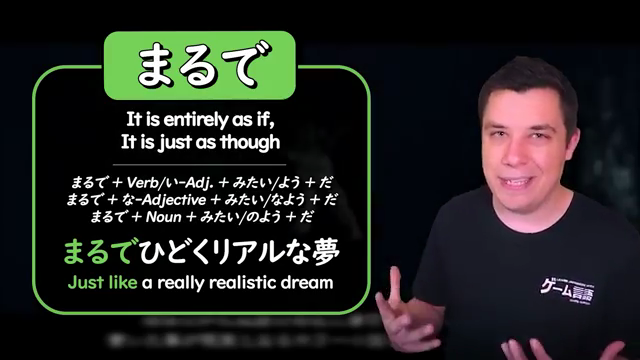 まるで
It is entirely as if,
It is just as though
まるで + Verb/い-Adj. + みたい/よう + だ
まるで + な-Adjective + みたい/なよう + だ
まるで + Noun + みたい/のよう + だ
まるでひどくリアルな夢
Just like a really realistic dream
ゲーム